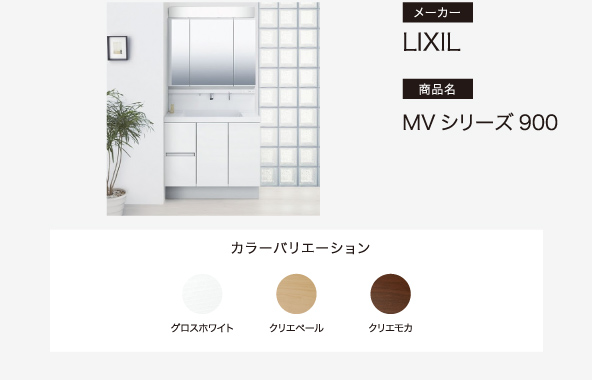 メーカー
LIXIL
商品名
MV シリーズ 900
カラーバリエーション
グロスホワイト
クリエペール
クリエモカ